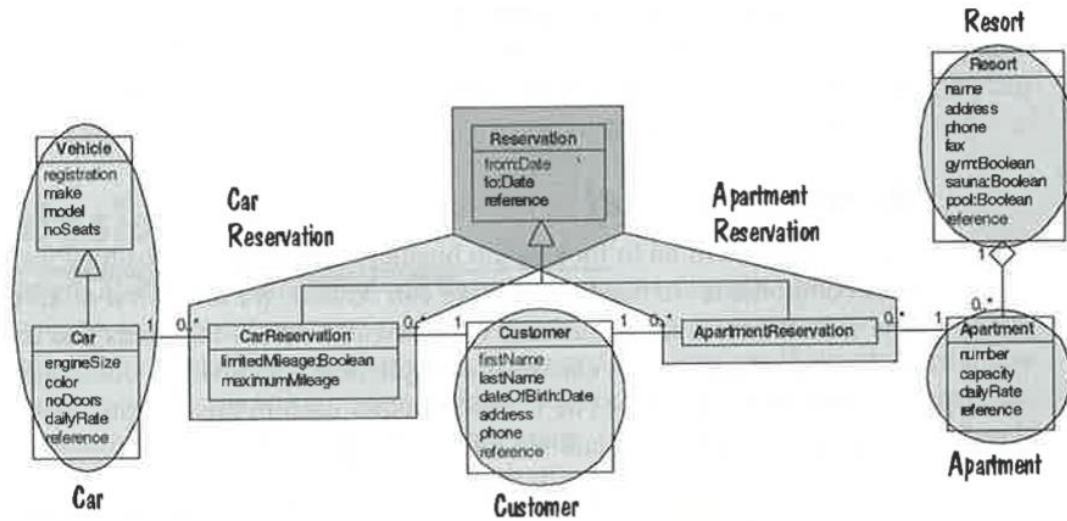 Resort
Resort
name
address
phone
fax
gym:Boolean
sauna:Boolean
pool:Boolean
reference
Reservation
from:Date
to:Date
reference
Vehicle
registration
make
model
noSeats
Car
Reservation
Apartment
Reservation
1
0..*
Car
engineSize
color
noDoors
dailyRate
reference
1
0..*
CarReservation
limitedMileage:Boolean
maximumMileage
0..*
1
Customer
firstName
lastName
dateOfBirth:Date
address
phone
reference
1
0..*
ApartmentReservation
0..*
1
Apartment
number
capacity
dailyRate
reference
Car
Customer
Apartment